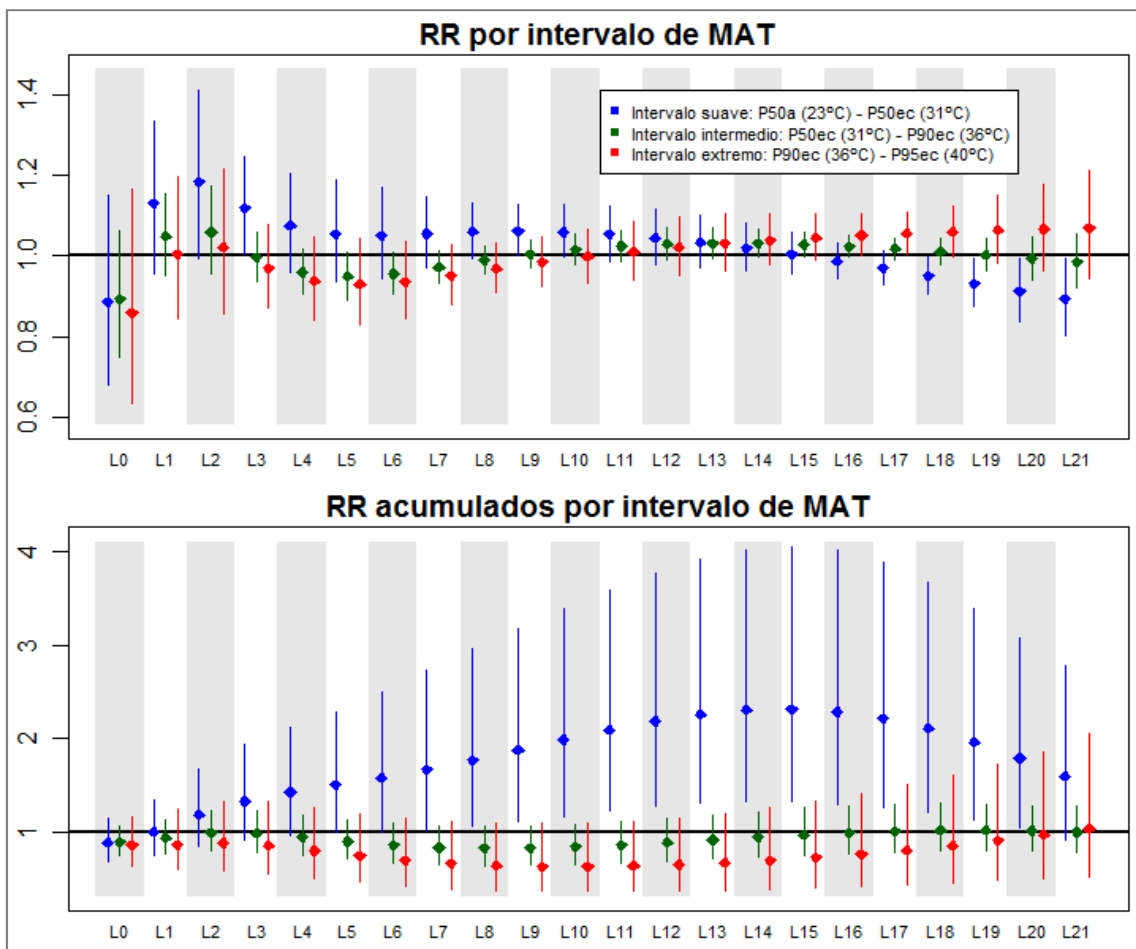 RR por intervalo de MAT
1.4
1.2
1.0
0.8
0.6
Intervalo suave: P50a (23ºC) - P50ec (31ºC)
Intervalo intermedio: P50ec (31ºC) - P90ec (36ºC)
Intervalo extremo: P90ec (36ºC) - P95ec (40ºC)
L0 L1 L2 L3 L4 L5 L6 L7 L8 L9 L10 L11 L12 L13 L14 L15 L16 L17 L18 L19 L20 L21
RR acumulados por intervalo de MAT
4
3
2
1
L0 L1 L2 L3 L4 L5 L6 L7 L8 L9 L10 L11 L12 L13 L14 L15 L16 L17 L18 L19 L20 L21